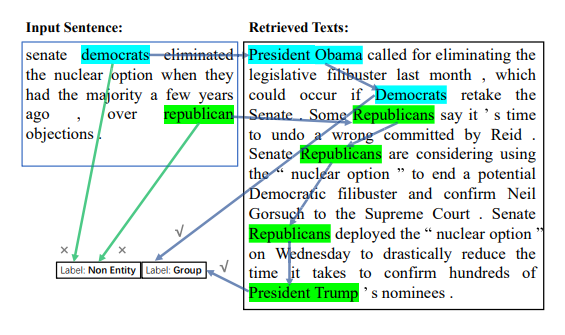 Input Sentence:
senate democrats eliminated
the nuclear option when they
had the majority a few years
ago , over republican
objections .
Retrieved Texts:
President Obama called for eliminating the
legislative filibuster last month , which
could occur if Democrats retake the
Senate . Some Republicans say it ' s time
to undo a wrong committed by Reid .
Senate Republicans are considering using
the “ nuclear option ” to end a potential
Democratic filibuster and confirm Neil
Gorsuch to the Supreme Court . Senate
Republicans deployed the “ nuclear option ”
on Wednesday to drastically reduce the
time it takes to confirm hundreds of
President Trump ’ s nominees .
× × √
Label: Non Entity Label: Group √